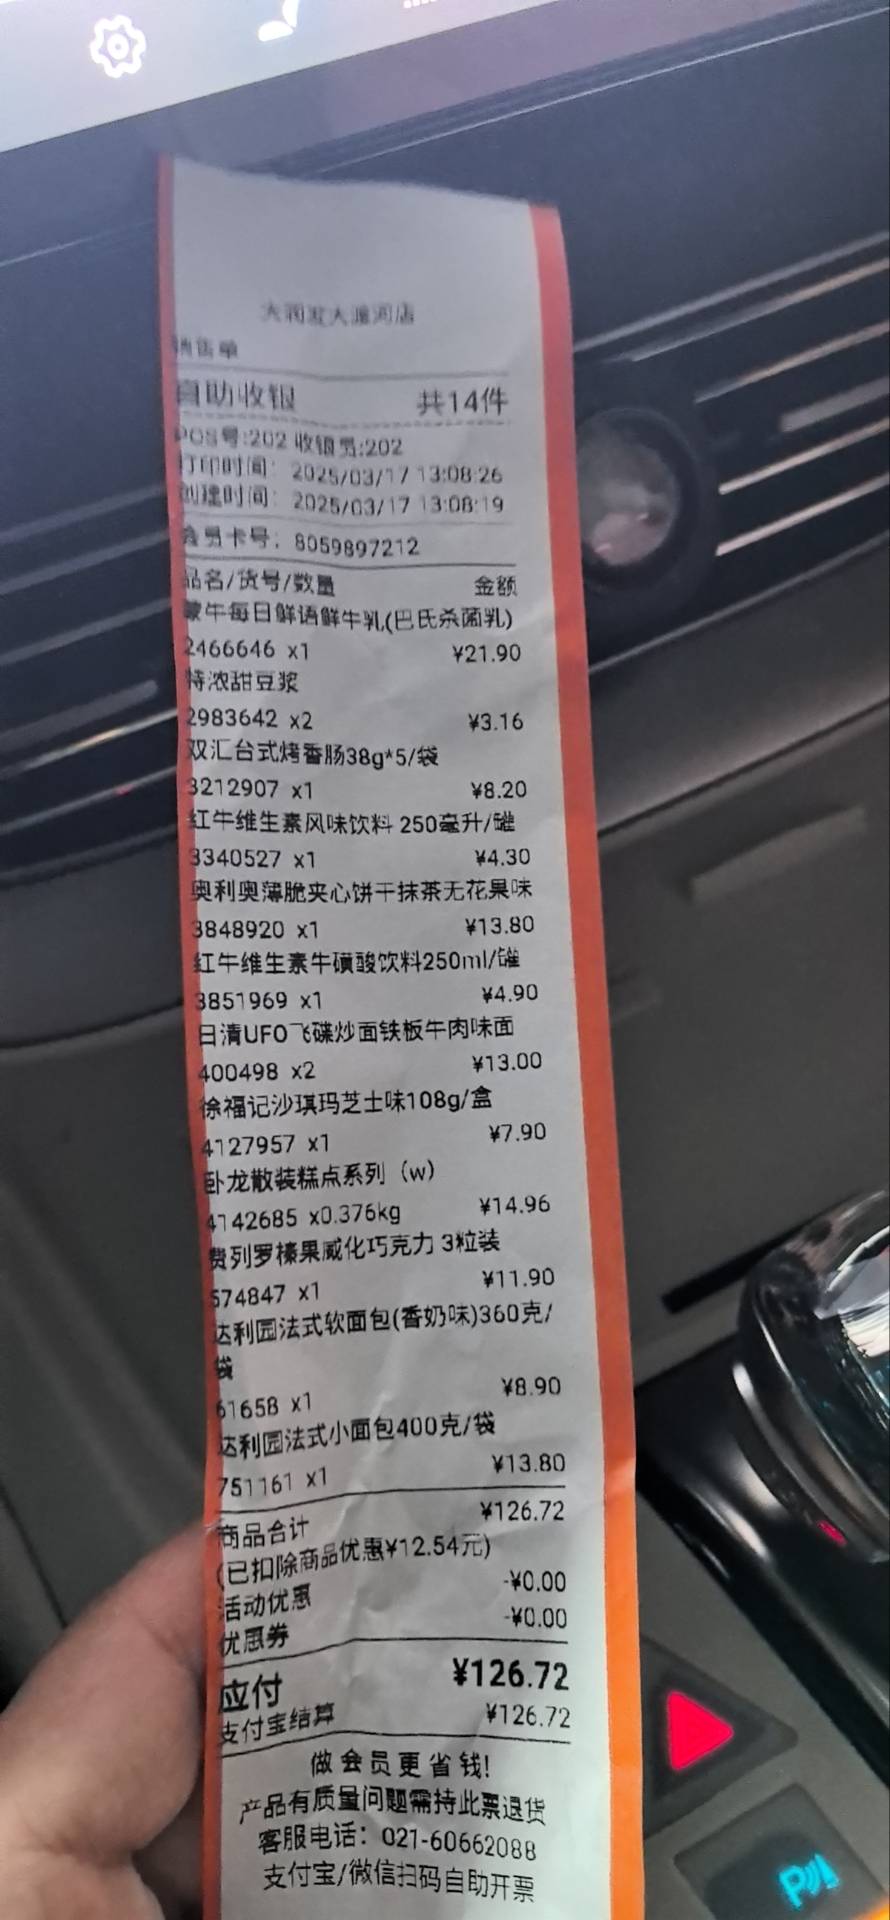 大润发大渡河店
销售单
自助收银 共14件
POS号:202 收银员:202
打印时间: 2025/03/17 13:08:26
创建时间: 2025/03/17 13:08:19
会员卡号: 8059897212
品名/货号/数量 金额
蒙牛每日鲜语鲜牛乳(巴氏杀菌乳)
2466646 x1 ¥21.90
特浓甜豆浆
2983642 x2 ¥3.16
双汇台式烤香肠38g*5/袋
3212907 x1 ¥8.20
红牛维生素风味饮料 250毫升/罐
3340527 x1 ¥4.30
奥利奥薄脆夹心饼干抹茶无花果味
3848920 x1 ¥13.80
红牛维生素牛磺酸饮料250ml/罐
3851969 x1 ¥4.90
日清UFO飞碟炒面铁板牛肉味面
400498 x2 ¥13.00
徐福记沙琪玛芝士味108g/盒
4127957 x1 ¥7.90
卧龙散装糕点系列（w）
4142685 x0.376kg ¥14.96
费列罗榛果威化巧克力 3粒装
574847 x1 ¥11.90
达利园法式软面包(香奶味)360克/
袋
61658 x1 ¥8.90
达利园法式小面包400克/袋
751161 x1 ¥13.80
商品合计 ¥126.72
(已扣除商品优惠¥12.54元)
活动优惠 -¥0.00
优惠券 -¥0.00
应付 ¥126.72
支付宝结算 ¥126.72
做会员更省钱!
产品有质量问题需持此票退货
客服电话: 021-60662088
支付宝/微信扫码自助开票
P